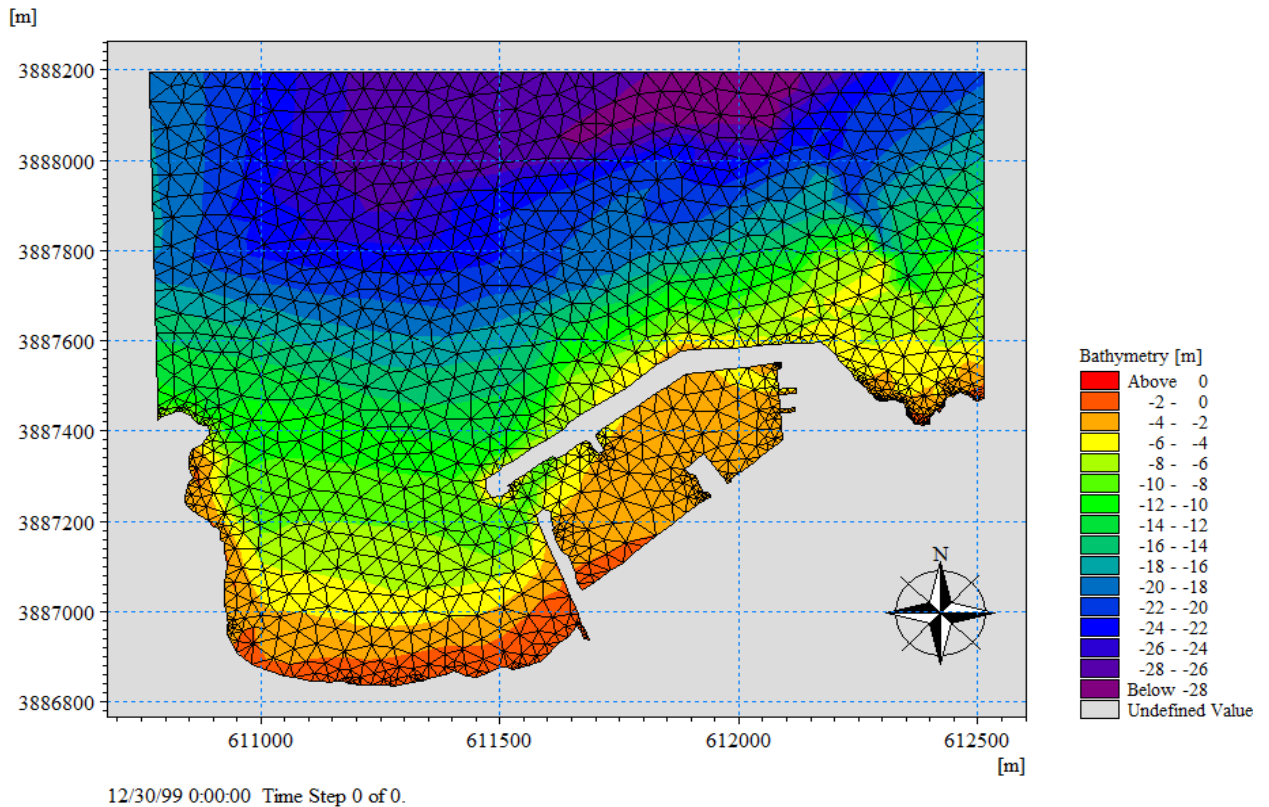 [m]
3888200
3888000
3887800
3887600
3887400
3887200
3887000
3886800
611000 611500 612000 612500
[m]
Bathymetry [m]
Above 0
-2 - 0
-4 - -2
-6 - -4
-8 - -6
-10 - -8
-12 - -10
-14 - -12
-16 - -14
-18 - -16
-20 - -18
-22 - -20
-24 - -22
-26 - -24
-28 - -26
Below -28
Undefined Value
N
12/30/99 0:00:00 Time Step 0 of 0.